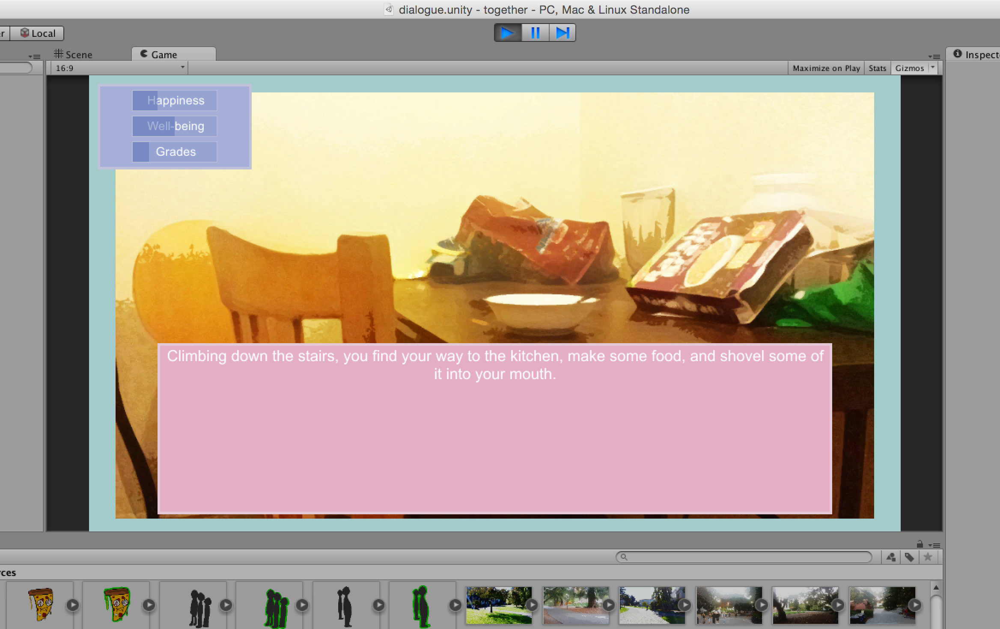 dialogue.unity - together - PC, Mac & Linux Standalone
er Local
Scene Game Inspect
16:9 Maximize on Play Stats Gizmos
Happiness
Well-being
Grades
Climbing down the stairs, you find your way to the kitchen, make some food, and shovel some of
it into your mouth.
rces